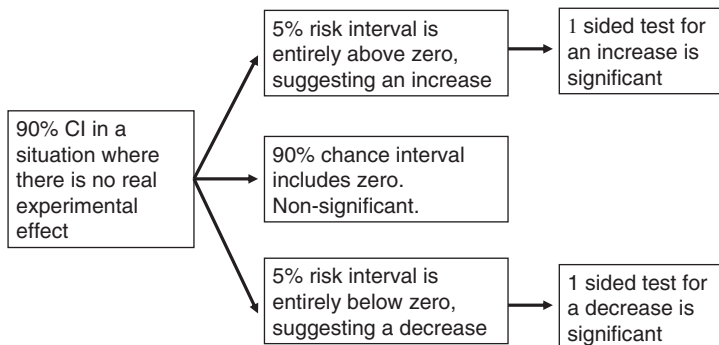 90% CI in a
situation where
there is no real
experimental
effect
5% risk interval is
entirely above zero,
suggesting an increase
1 sided test for
an increase is
significant
90% chance interval
includes zero.
Non-significant.
5% risk interval is
entirely below zero,
suggesting a decrease
1 sided test for
a decrease is
significant